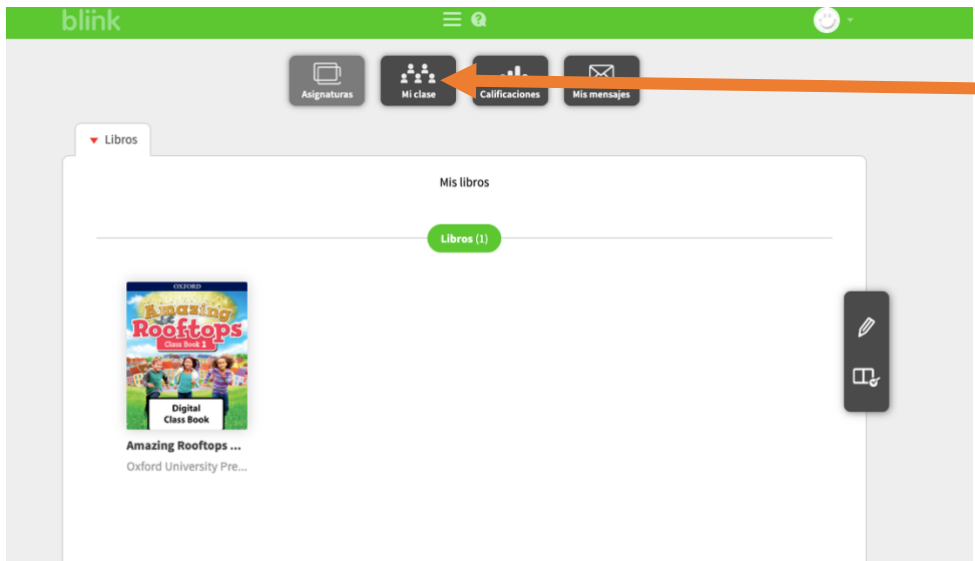 blink
Asignaturas
Mi clase
Calificaciones
Mis mensajes
Libros
Mis libros
Libros (1)
OXFORD
Amazing
Rooftops
Class Book 1
Digital
Class Book
Amazing Rooftops ...
Oxford University Pre...